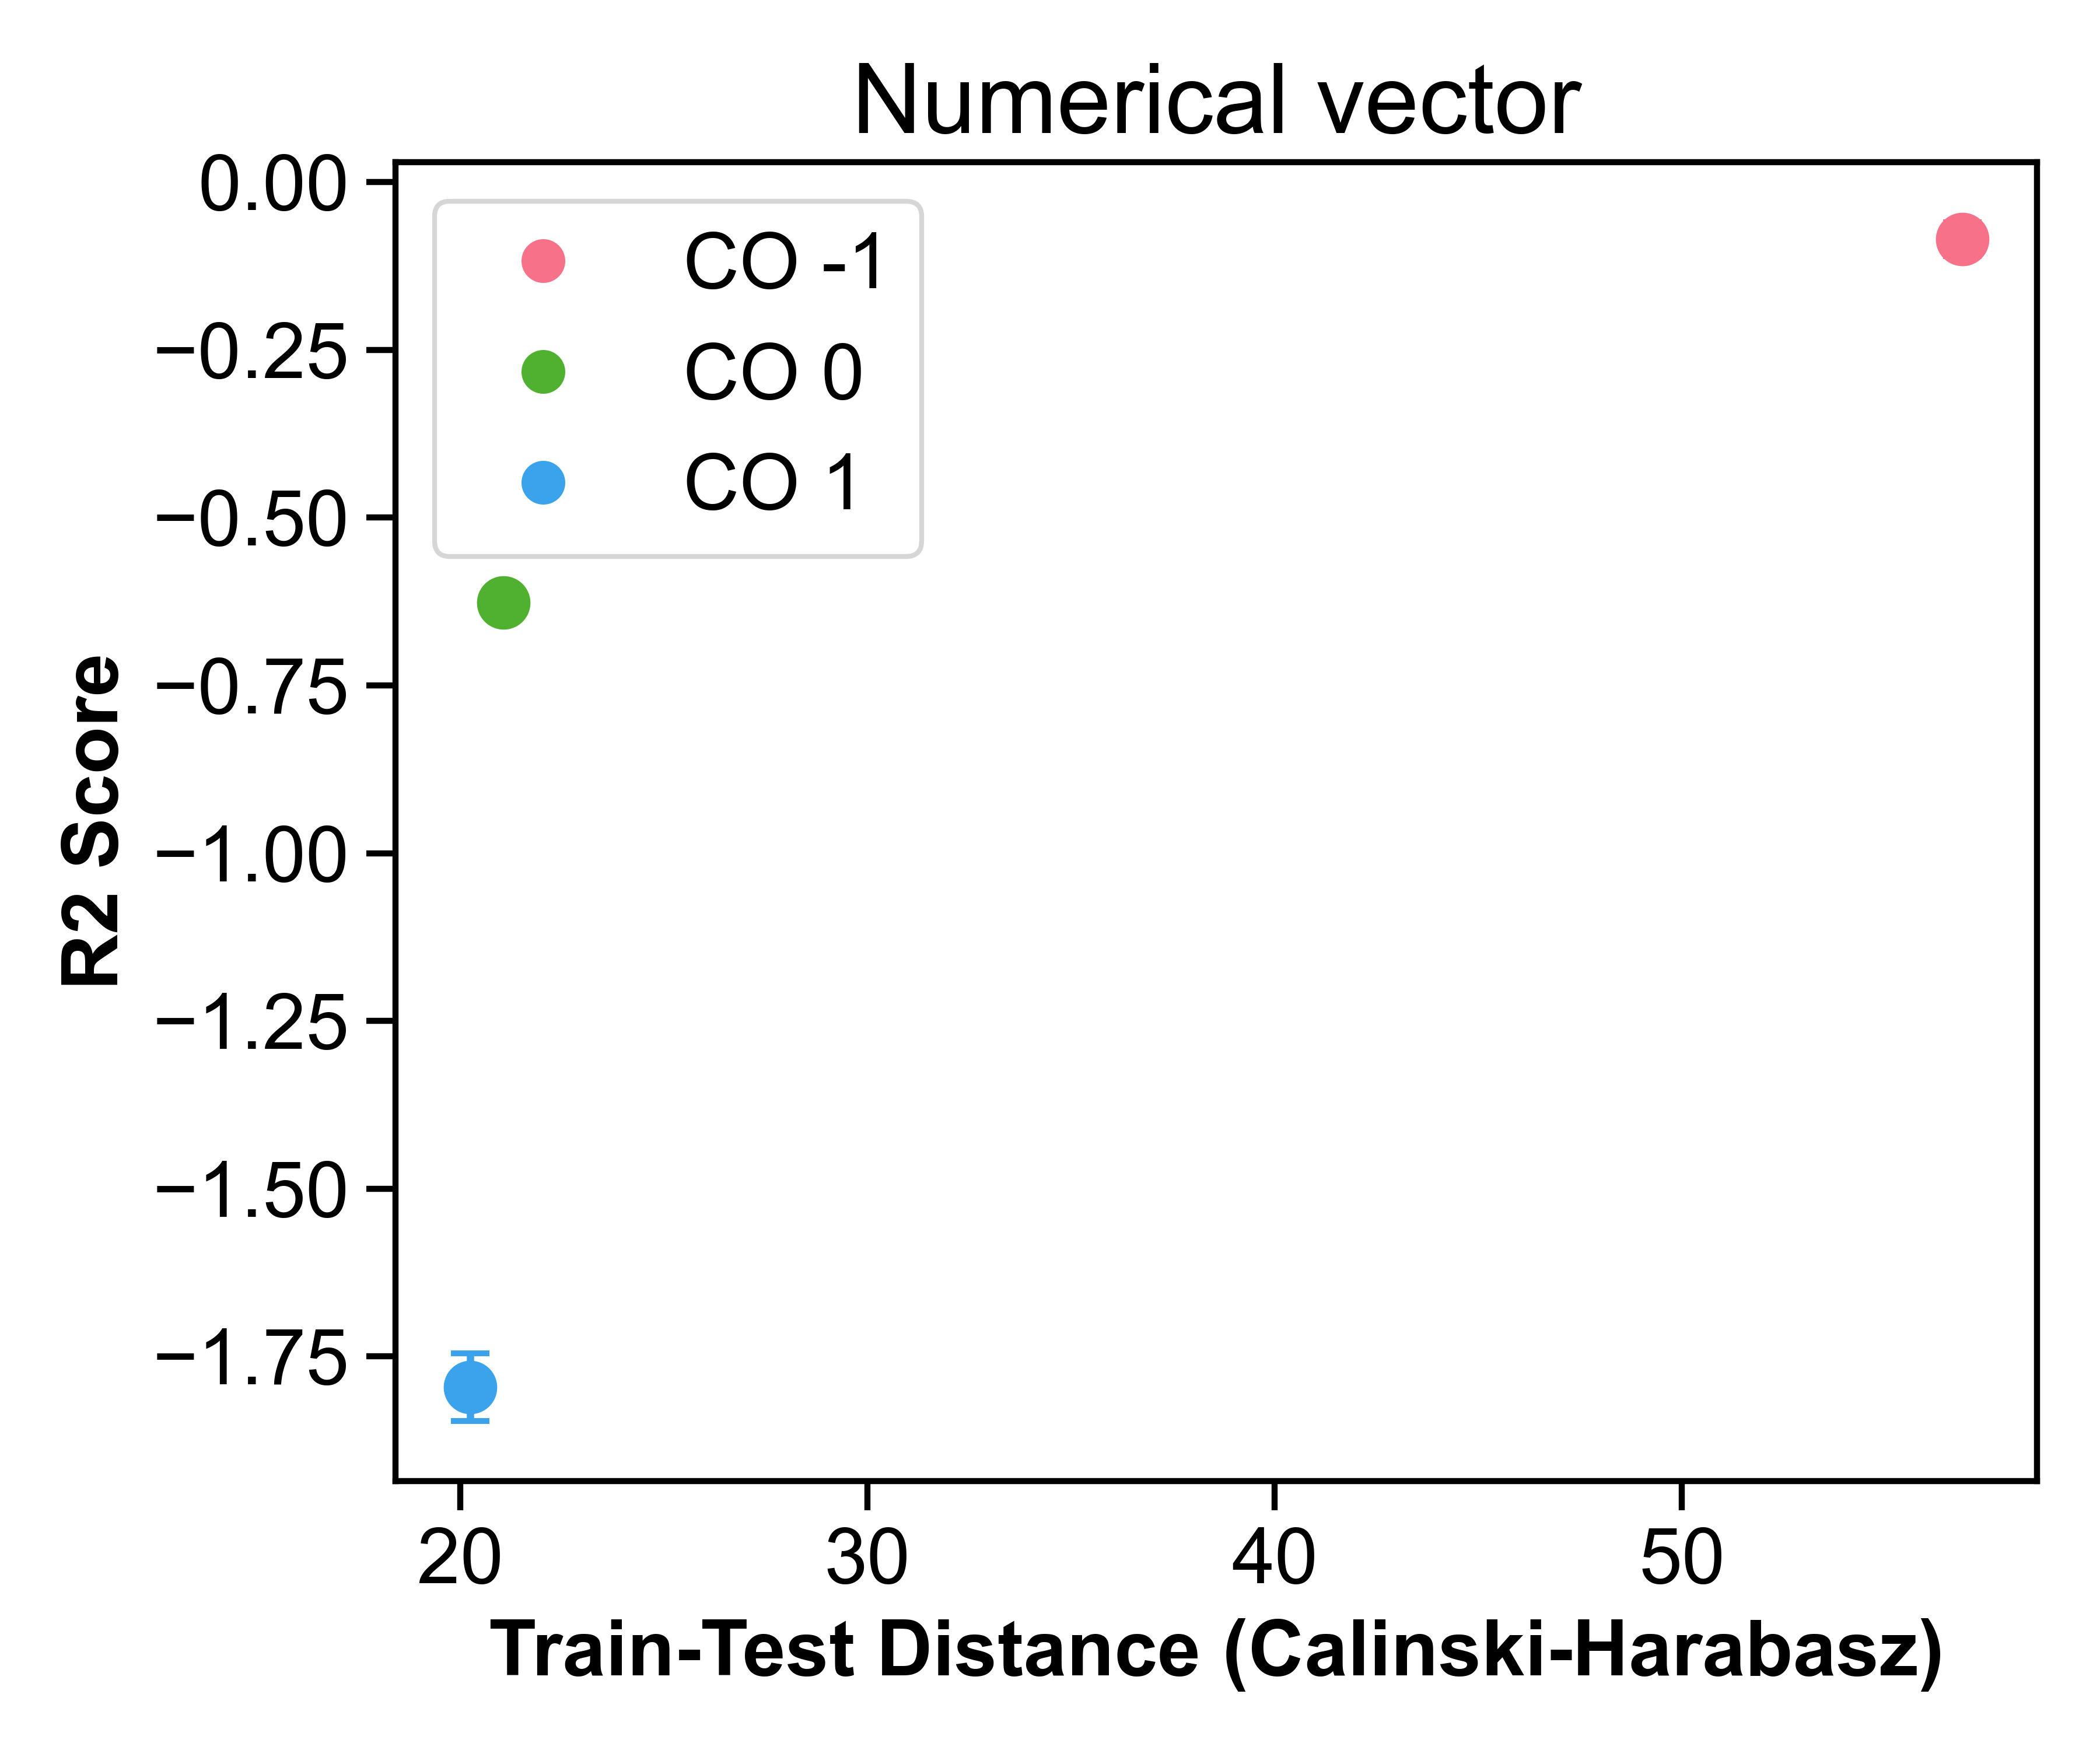 Numerical vector
0.00
−0.25
−0.50
−0.75
−1.00
−1.25
−1.50
−1.75
R2 Score
CO -1
CO 0
CO 1
20 30 40 50
Train-Test Distance (Calinski-Harabasz)